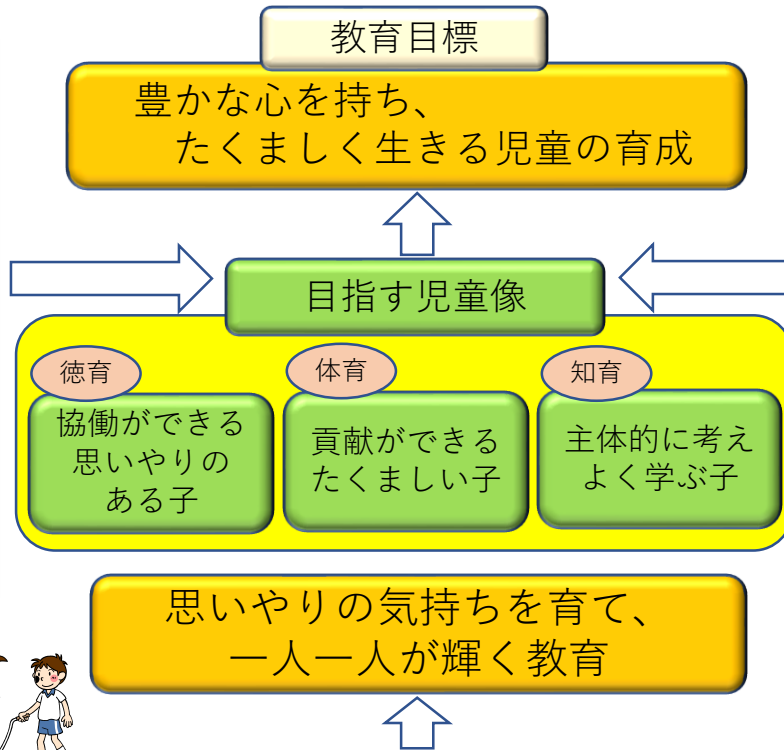 教育目標
豊かな心を持ち、
たくましく生きる児童の育成
目指す児童像
徳育
協働ができる
思いやりの
ある子
体育
貢献ができる
たくましい子
知育
主体的に考え
よく学ぶ子
思いやりの気持ちを育て、
一人一人が輝く教育